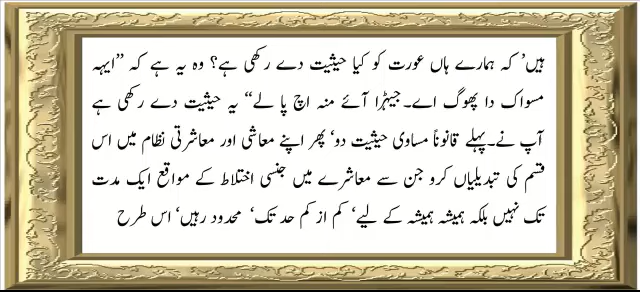 ہیں' کہ ہمارے ہاں عورت کو کیا حیثیت دے رکھی ہے؟ وہ یہ ہے کہ ”ایہہ
مسواک دا پھوگ اے۔جیہڑا آئے منہ اچ پا لے“ یہ حیثیت دے رکھی ہے
آپ نے۔پہلے قانوناً مساوی حیثیت دو' پھر اپنے معاشی اور معاشرتی نظام میں اس
قسم کی تبدیلیاں کرو جن سے معاشرے میں جنسی اختلاط کے مواقع ایک مدت
تک نہیں بلکہ ہمیشہ ہمیشہ کے لیے' کم از کم حد تک' محدود رہیں' اس طرح